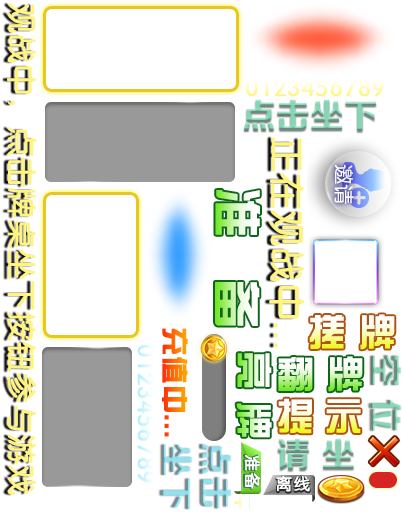 观战中，点击牌桌坐下按钮参与游戏
0123456789
点击坐下
正在观战中...
邀请
准备
搓牌
亮牌
翻牌
提示
空位
请坐
充值中...
0123456789
点击坐下
准备
离线